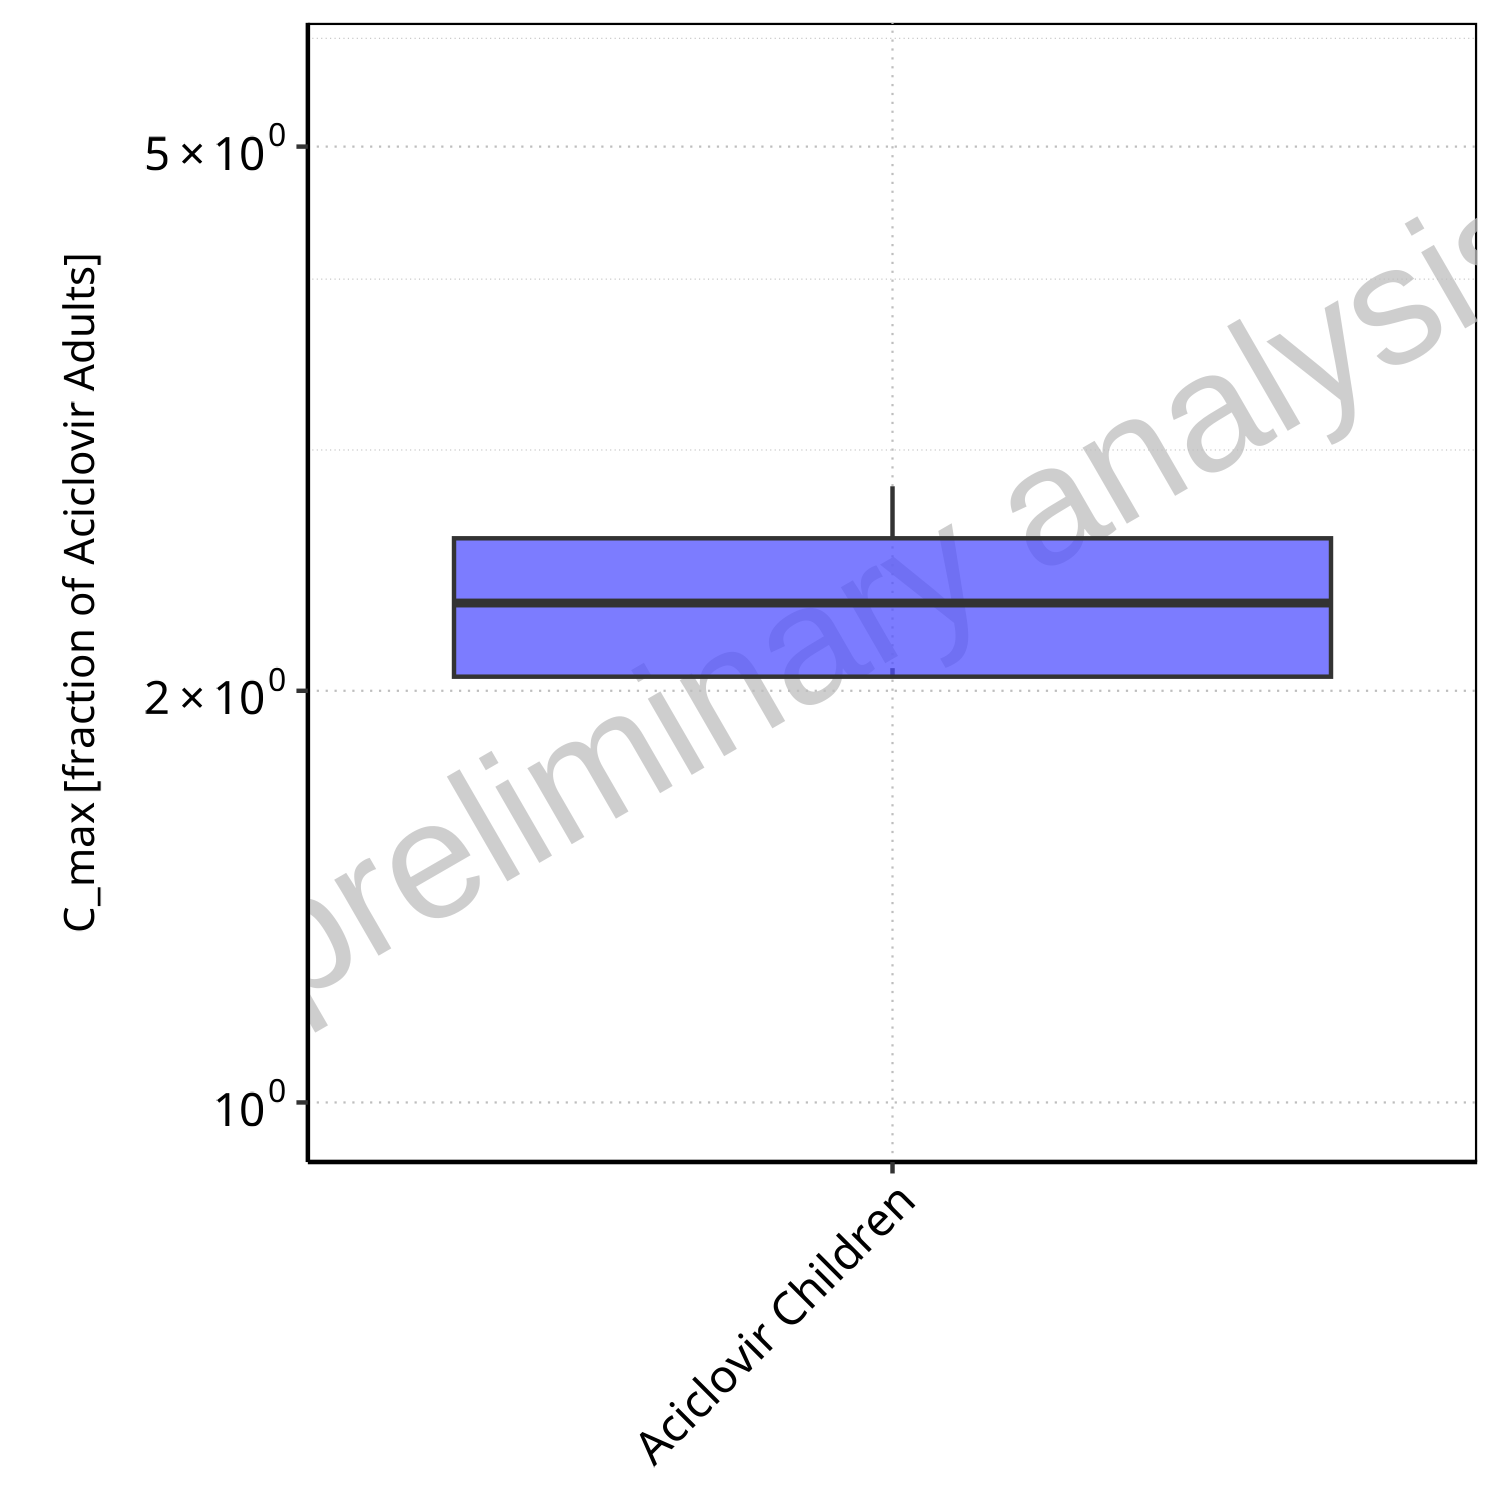 5 × 10⁰
2 × 10⁰
10⁰
C_max [fraction of Aciclovir Adults]
preliminary analysis
Aciclovir Children